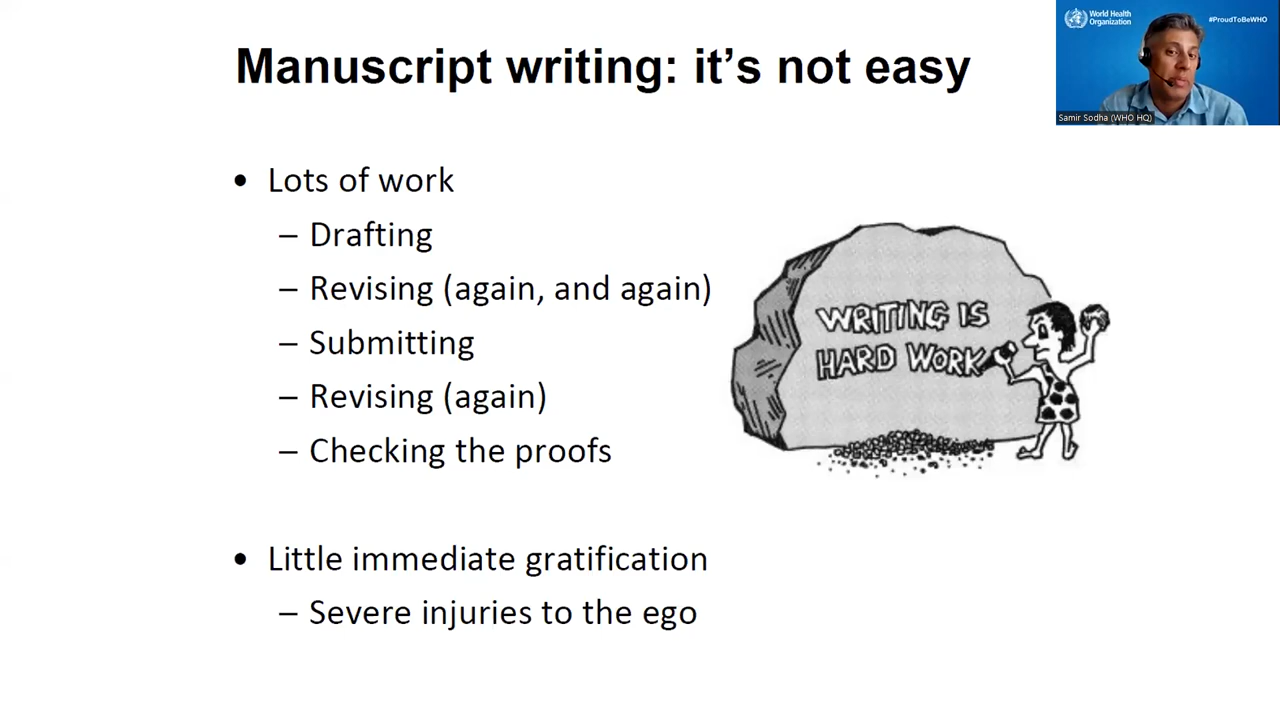 Manuscript writing: it's not easy
World Health
Organization
#ProudToBeWHO
Samir Sodha (WHO HQ)
• Lots of work
– Drafting
– Revising (again, and again)
– Submitting
– Revising (again)
– Checking the proofs
WRITING IS
HARD WORK
• Little immediate gratification
– Severe injuries to the ego